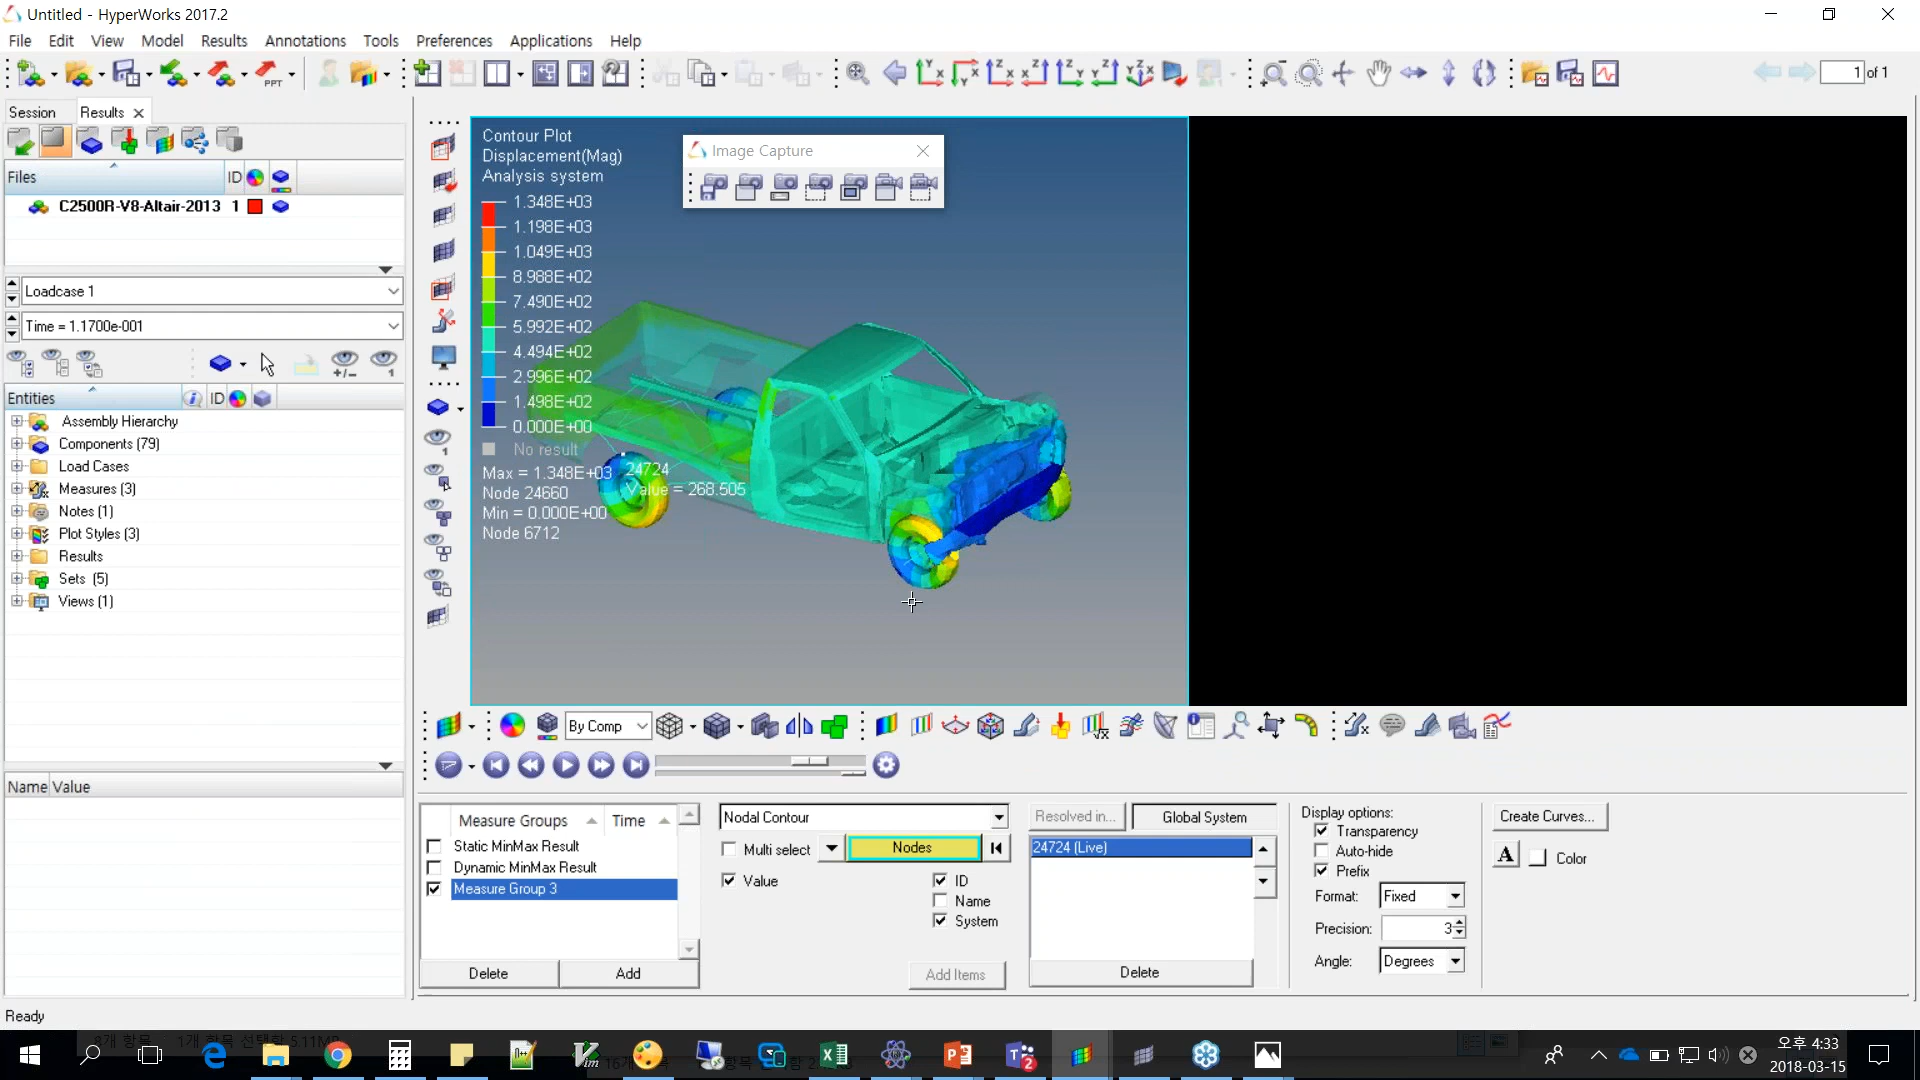 Untitled - HyperWorks 2017.2
File Edit View Model Results Annotations Tools Preferences Applications Help
PPT
1 of 1
Session Results
Files ID
C2500R-V8-Altair-2013 1
Loadcase 1
Time = 1.1700e-001
Entities ID
Assembly Hierarchy
Components (79)
Load Cases
Measures (3)
Notes (1)
Plot Styles (3)
Results
Sets (5)
Views (1)
Name Value
Contour Plot
Displacement(Mag)
Analysis system
1.348E+03
1.198E+03
1.049E+03
8.988E+02
7.490E+02
5.992E+02
4.494E+02
2.996E+02
1.498E+02
0.000E+00
No result
Max = 1.348E+03
Node 24660
Min = 0.000E+00
Node 6712
24724
Value = 268.505
Image Capture
By Comp
Measure Groups Time
Static MinMax Result
Dynamic MinMax Result
Measure Group 3
Delete Add
Nodal Contour
Multi select Nodes
Value
ID
Name
System
Add Items
Resolved in... Global System
24724 (Live)
Delete
Display options:
Transparency
Auto-hide
Prefix
Format: Fixed
Precision: 3
Angle: Degrees
Create Curves...
A Color
Ready
오후 4:33
2018-03-15